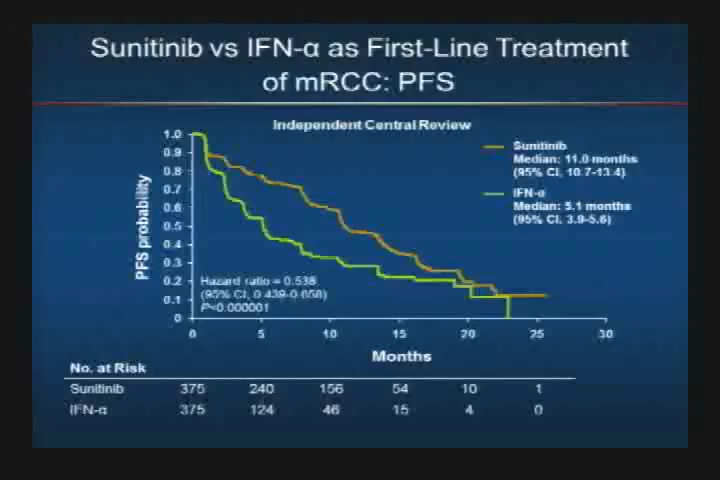 Sunitinib vs IFN-α as First-Line Treatment
of mRCC: PFS
Independent Central Review
Sunitinib
Median: 11.0 months
(95% CI, 10.7-13.4)
IFN-α
Median: 5.1 months
(95% CI, 3.9-5.6)
PFS probability
1.0
0.9
0.8
0.7
0.6
0.5
0.4
0.3
0.2
0.1
0
Hazard ratio = 0.538
(95% CI, 0.439-0.658)
P<0.000001
0 5 10 15 20 25 30
Months
No. at Risk
Sunitinib 375 240 156 54 10 1
IFN-α 375 124 46 15 4 0